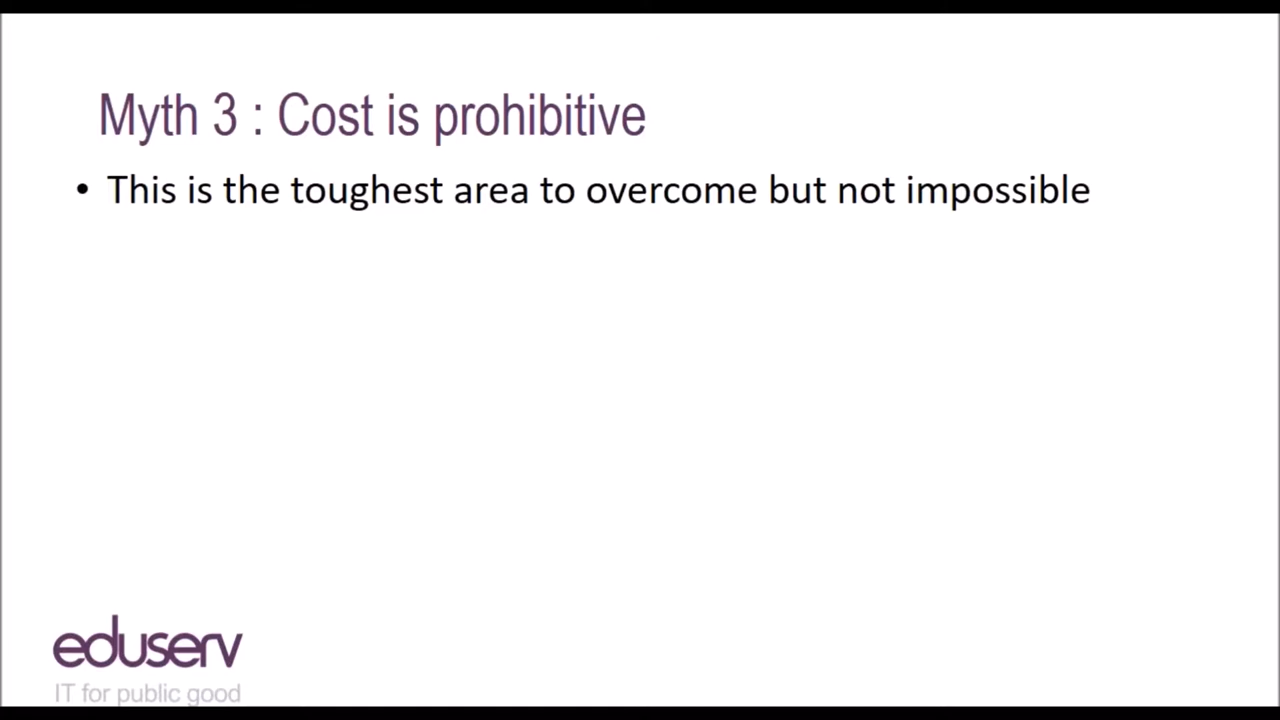 Myth 3 : Cost is prohibitive
• This is the toughest area to overcome but not impossible
eduserv
IT for public good